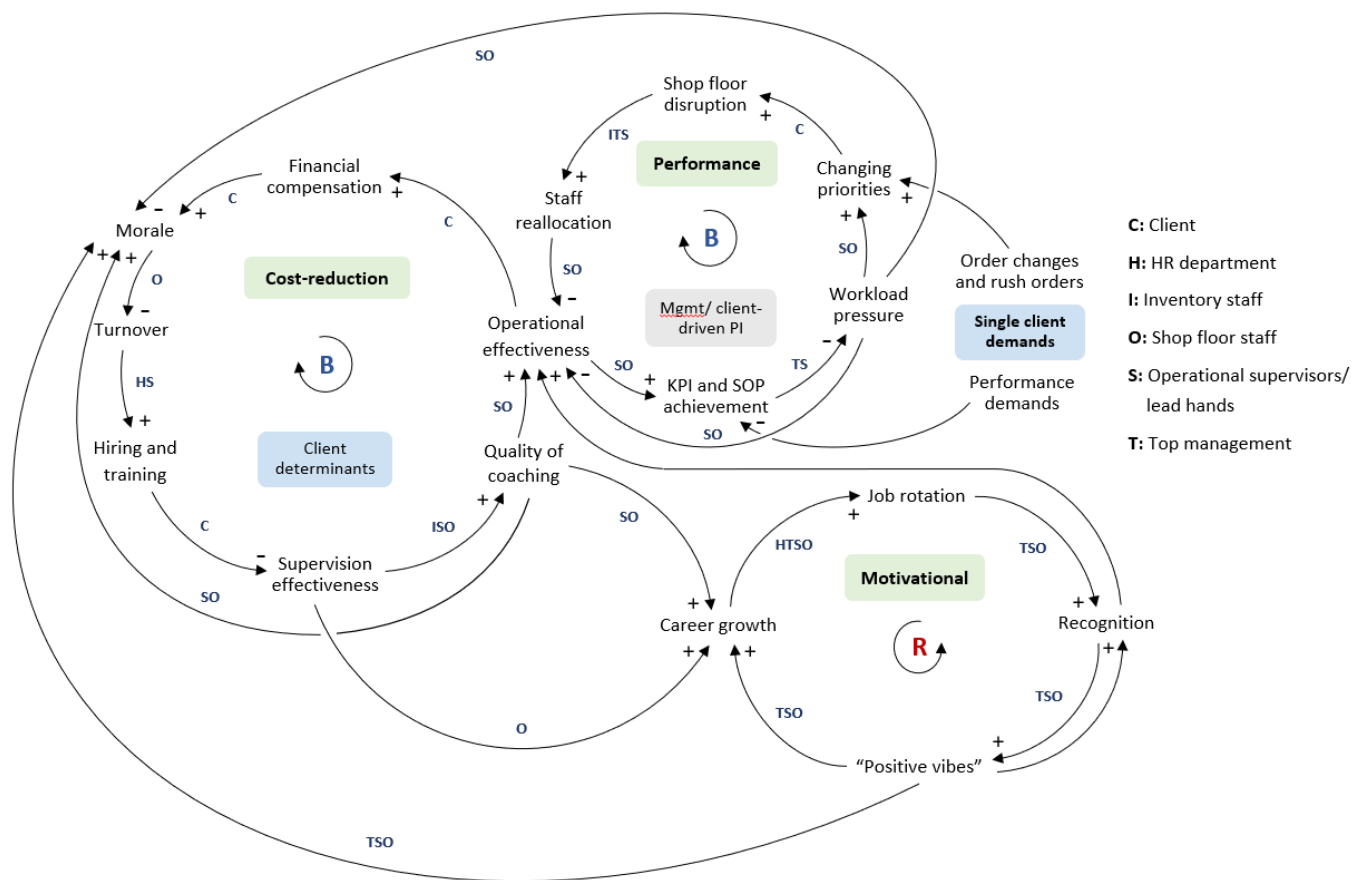 SO
Shop floor
disruption
+
C
ITS
Performance
Financial
compensation
+
C
+
C
Changing
priorities
+
+
+
Staff
reallocation
-
Morale
+
+
O
B
SO
SO
Order changes
and rush orders
C: Client
H: HR department
I: Inventory staff
O: Shop floor staff
S: Operational supervisors/
lead hands
T: Top management
Cost-reduction
-
Turnover
-
Operational
effectiveness
Mgmt/ client-
driven PI
Workload
pressure
Single client
demands
B
HS
SO
TS
-
+
+
+
-
KPI and SOP
achievement
Performance
demands
-
SO
SO
+
Hiring and
training
Client
determinants
Quality of
coaching
+
C
ISO
SO
Job rotation
+
HTSO
TSO
-
Supervision
effectiveness
Motivational
SO
+
Career growth
+
+
+
Recognition
+
R
TSO
TSO
O
+
"Positive vibes"
TSO